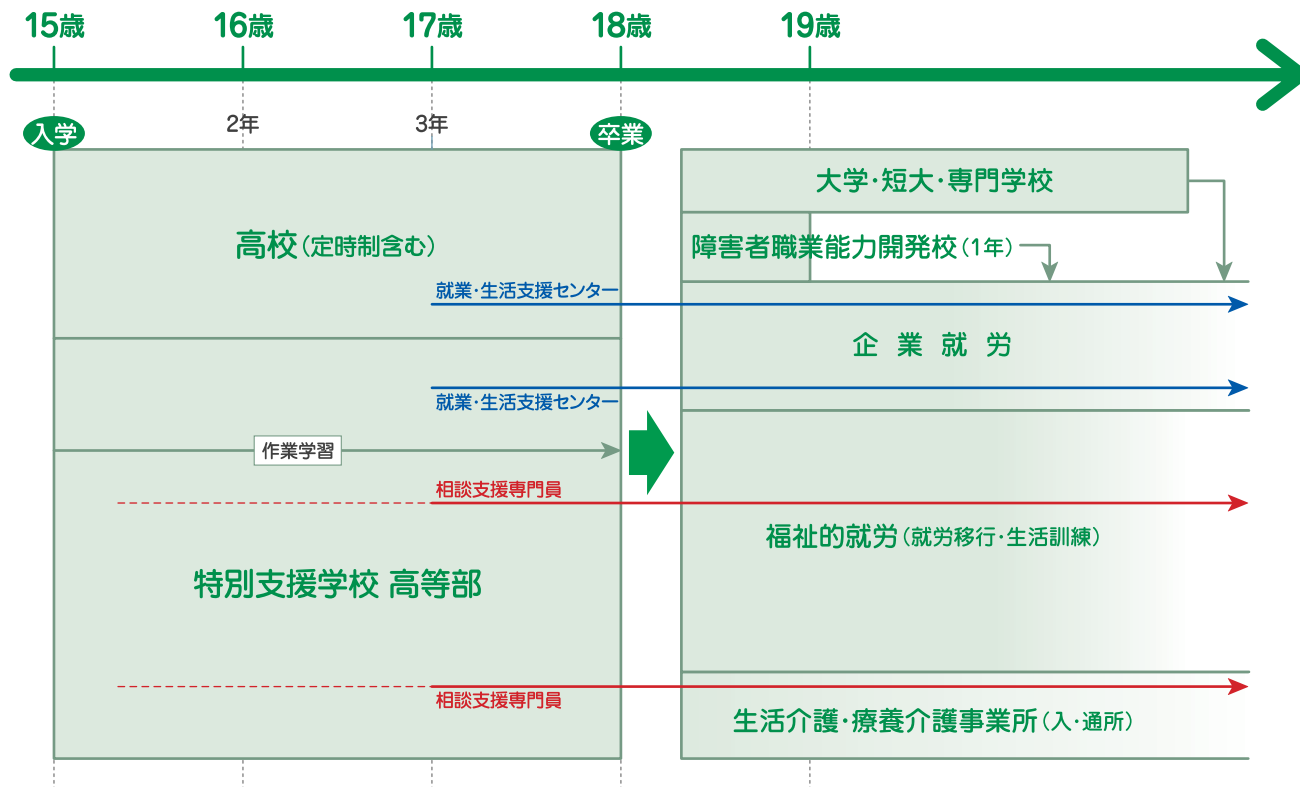 15歳
16歳
17歳
18歳
19歳
入学
2年
3年
卒業
高校（定時制含む）
就業・生活支援センター
就業・生活支援センター
作業学習
相談支援専門員
特別支援学校 高等部
相談支援専門員
大学・短大・専門学校
障害者職業能力開発校（1年）
企業就労
福祉的就労（就労移行・生活訓練）
生活介護・療養介護事業所（入・通所）